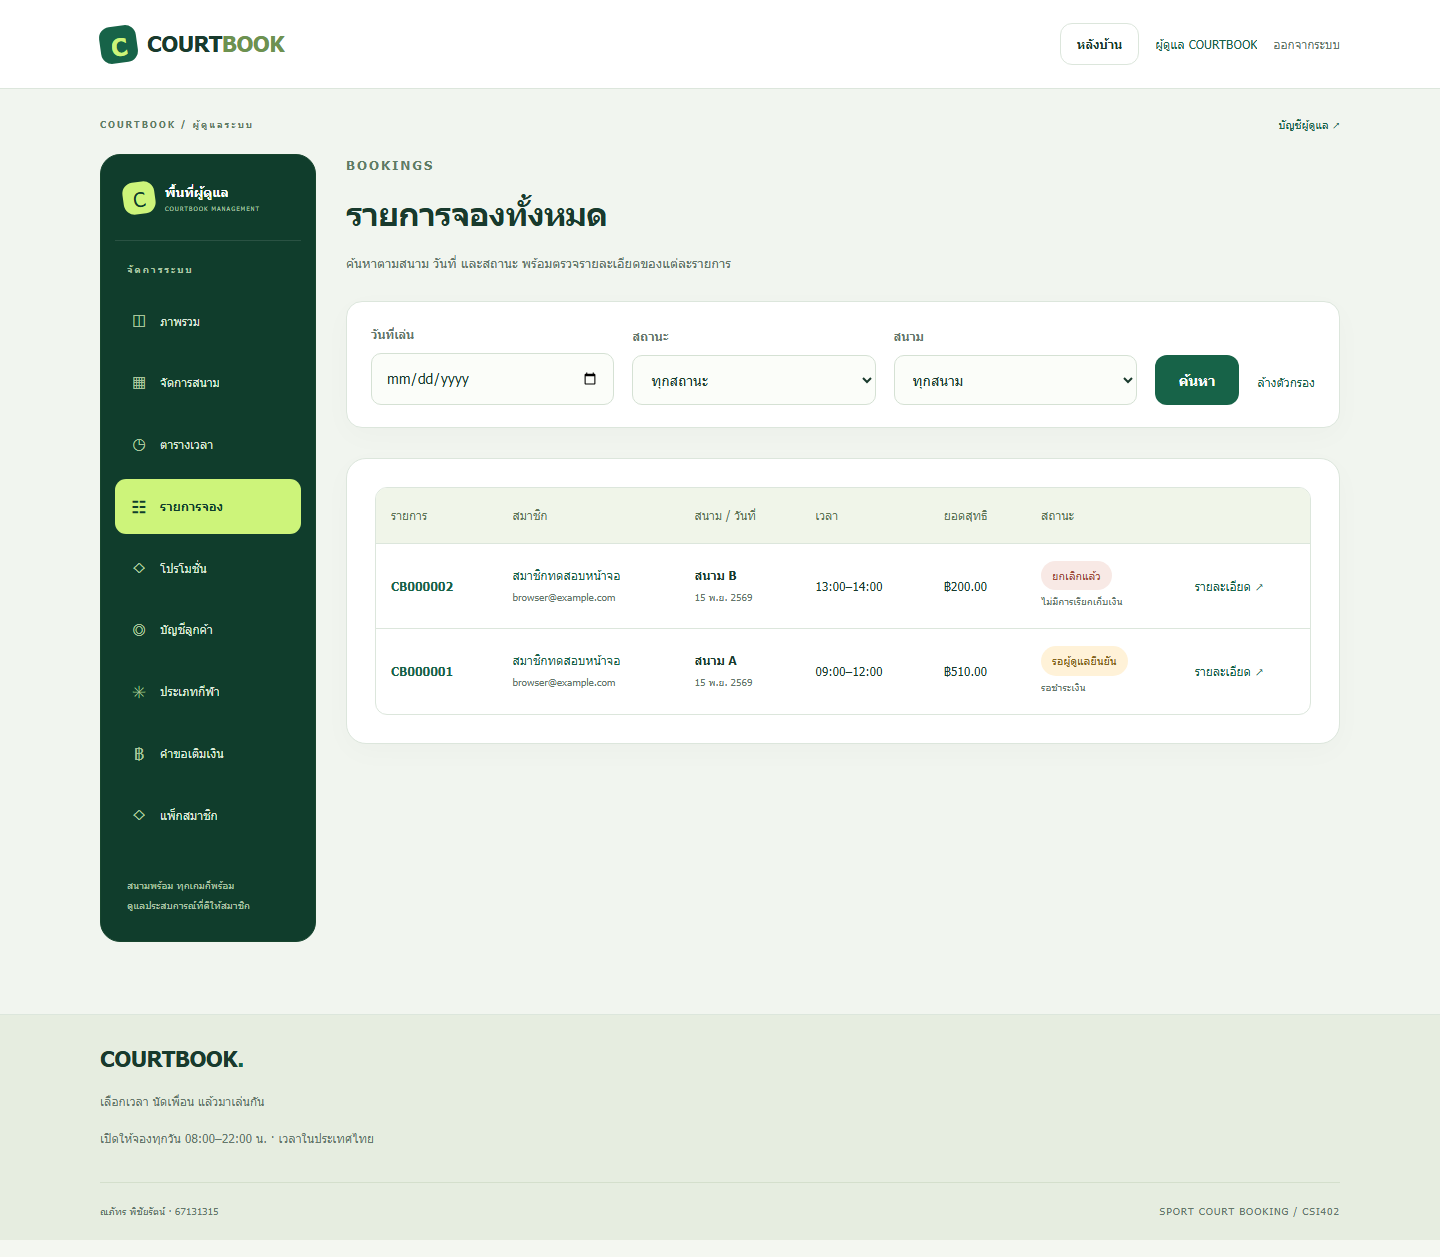 C COURTBOOK
หลังบ้าน ผู้ดูแล COURTBOOK ออกจากระบบ
COURTBOOK / ผู้ดูแลระบบ
บัญชีผู้ดูแล ↗
C พื้นที่ผู้ดูแล
COURTBOOK MANAGEMENT
จัดการระบบ
ภาพรวม
จัดการสนาม
ตารางเวลา
รายการจอง
โปรโมชั่น
บัญชีลูกค้า
ประเภทกีฬา
฿ คำขอเติมเงิน
แพ็กสมาชิก
สนามพร้อม ทุกเกมก็พร้อม
ดูแลประสบการณ์ที่ดีให้สมาชิก
BOOKINGS
รายการจองทั้งหมด
ค้นหาตามสนาม วันที่ และสถานะ พร้อมตรวจรายละเอียดของแต่ละรายการ
วันที่เล่น สถานะ สนาม
mm/dd/yyyy ทุกสถานะ ทุกสนาม ค้นหา ล้างตัวกรอง
รายการ สมาชิก สนาม / วันที่ เวลา ยอดสุทธิ สถานะ
CB000002 สมาชิกทดสอบหน้าจอ สนาม B 13:00–14:00 ฿200.00 ยกเลิกแล้ว รายละเอียด ↗
browser@example.com 15 พ.ย. 2569 ไม่มีการเรียกเก็บเงิน
CB000001 สมาชิกทดสอบหน้าจอ สนาม A 09:00–12:00 ฿510.00 รอผู้ดูแลยืนยัน รายละเอียด ↗
browser@example.com 15 พ.ย. 2569 รอชำระเงิน
COURTBOOK.
เลือกเวลา นัดเพื่อน แล้วมาเล่นกัน
เปิดให้จองทุกวัน 08:00–22:00 น. · เวลาในประเทศไทย
ณภัทร พิชัยรัตน์ · 67131315
SPORT COURT BOOKING / CSI402